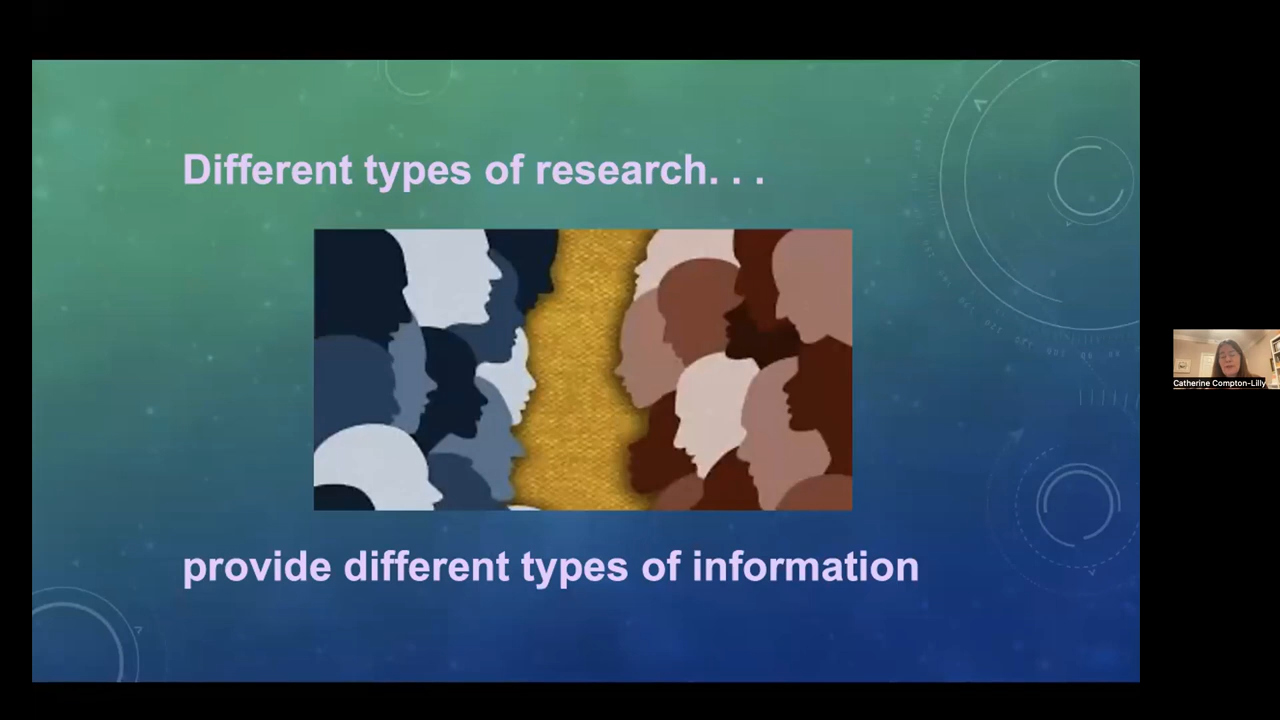 Different types of research. . .
provide different types of information
Catherine Compton-Lilly